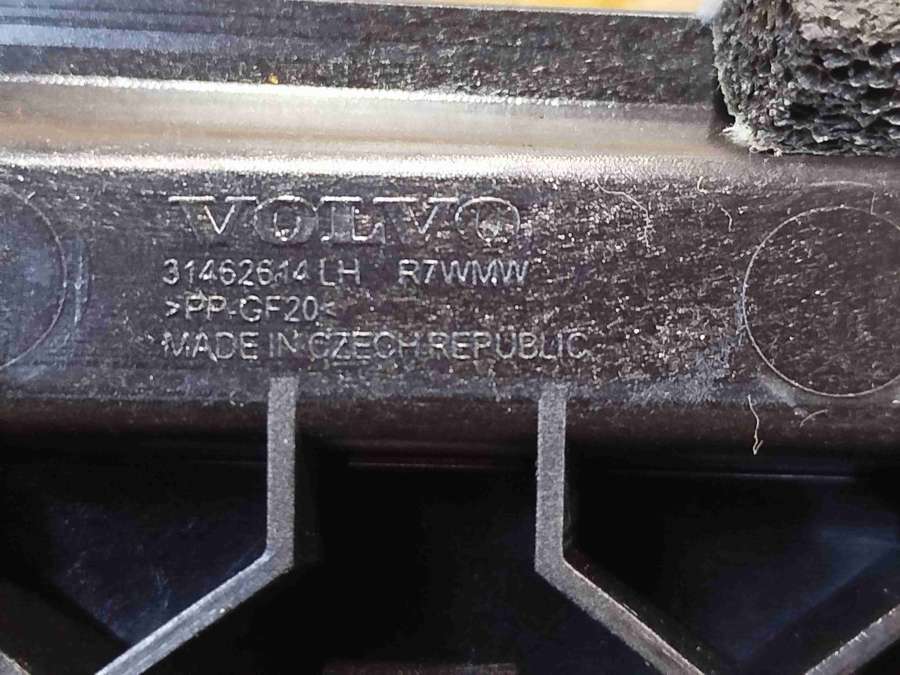 VOLVO
31462614 LH R7WMW
>PP-GF20<
MADE IN CZECH REPUBLIC